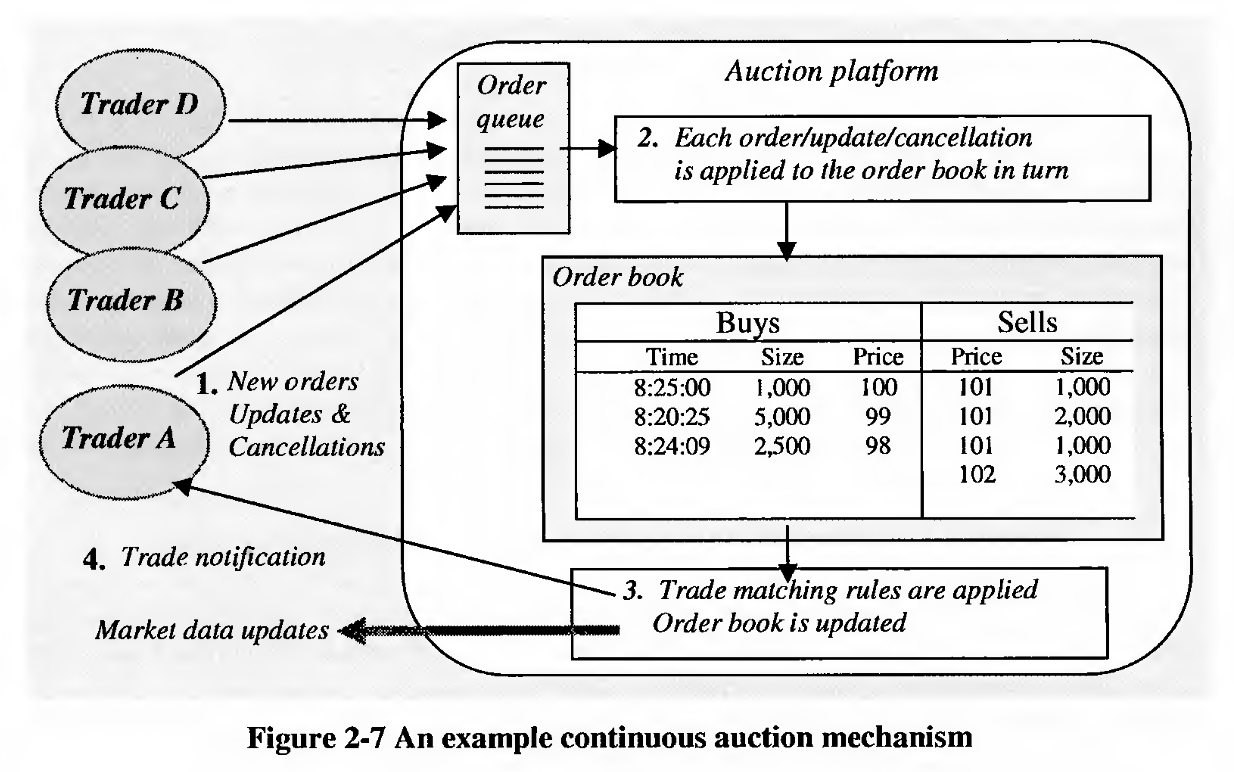 Auction platform
Order
queue
Trader D
Trader C
Trader B
Trader A
1. New orders
Updates &
Cancellations
2. Each order/update/cancellation
is applied to the order book in turn
Order book
Buys Sells
Time Size Price Price Size
8:25:00 1,000 100 101 1,000
8:20:25 5,000 99 101 2,000
8:24:09 2,500 98 101 1,000
102 3,000
3. Trade matching rules are applied
Order book is updated
4. Trade notification
Market data updates
Figure 2-7 An example continuous auction mechanism